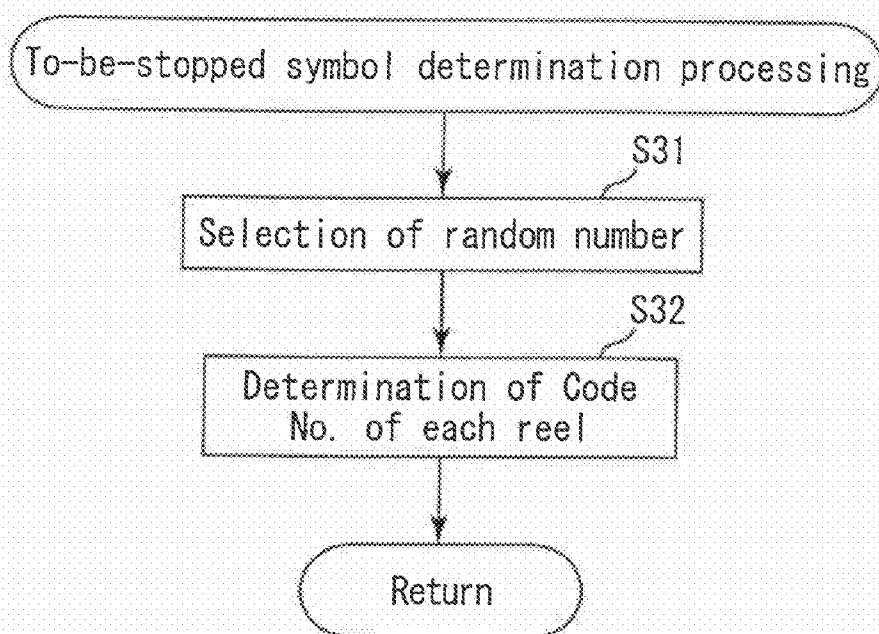 To-be-stopped symbol determination processing
S31
Selection of random number
S32
Determination of Code
No. of each reel
Return